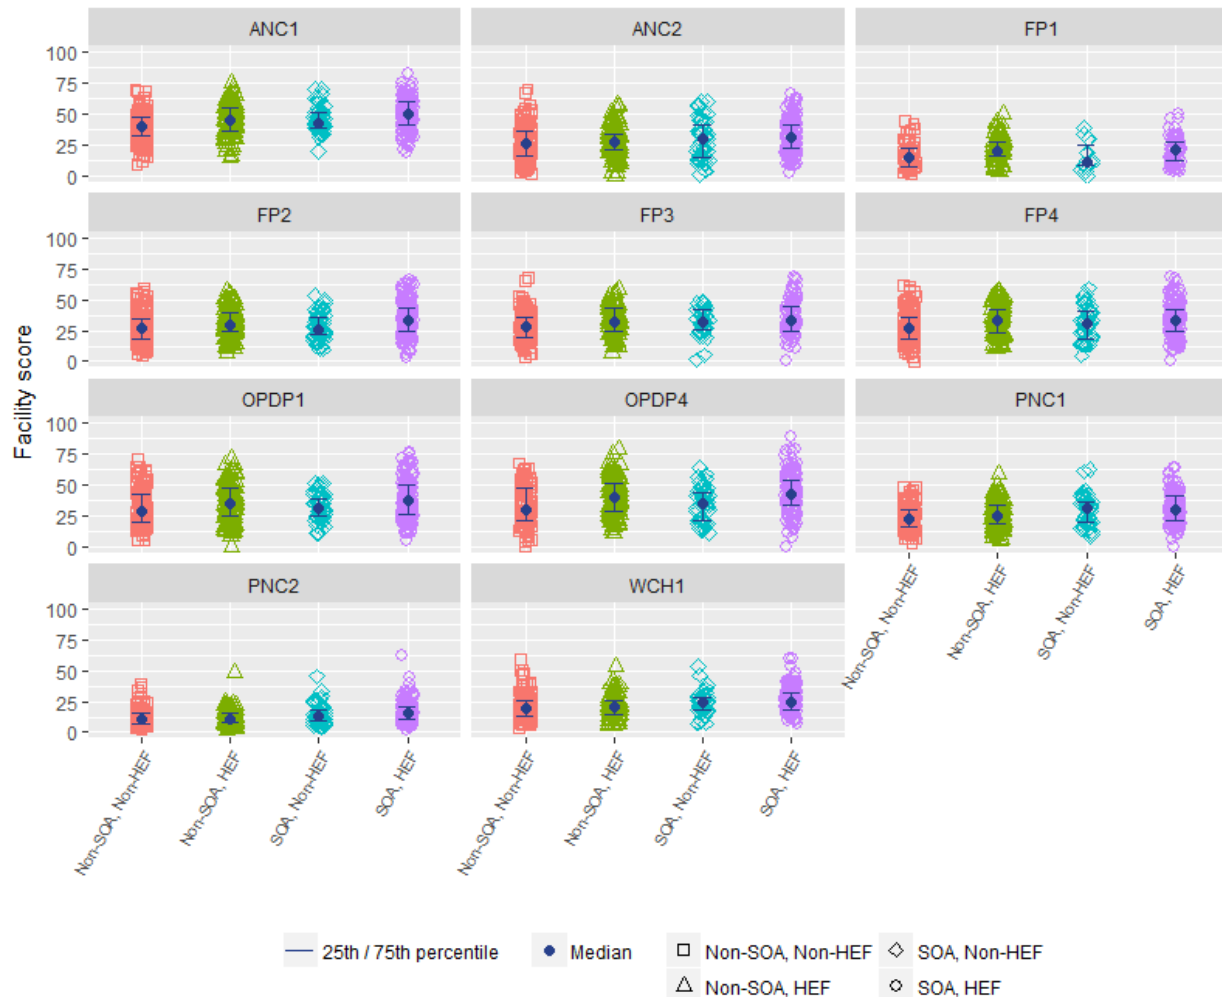 ANC1 ANC2 FP1
100
75
50
25
0
FP2 FP3 FP4
100
75
50
25
0
Facility score
OPDP1 OPDP4 PNC1
100
75
50
25
0
PNC2 WCH1
100
75
50
25
0
Non-SOA, Non-HEF Non-SOA, HEF SOA, Non-HEF SOA, HEF
Non-SOA, Non-HEF Non-SOA, HEF SOA, Non-HEF SOA, HEF
Non-SOA, Non-HEF Non-SOA, HEF SOA, Non-HEF SOA, HEF
25th / 75th percentile Median Non-SOA, Non-HEF SOA, Non-HEF
Non-SOA, HEF SOA, HEF